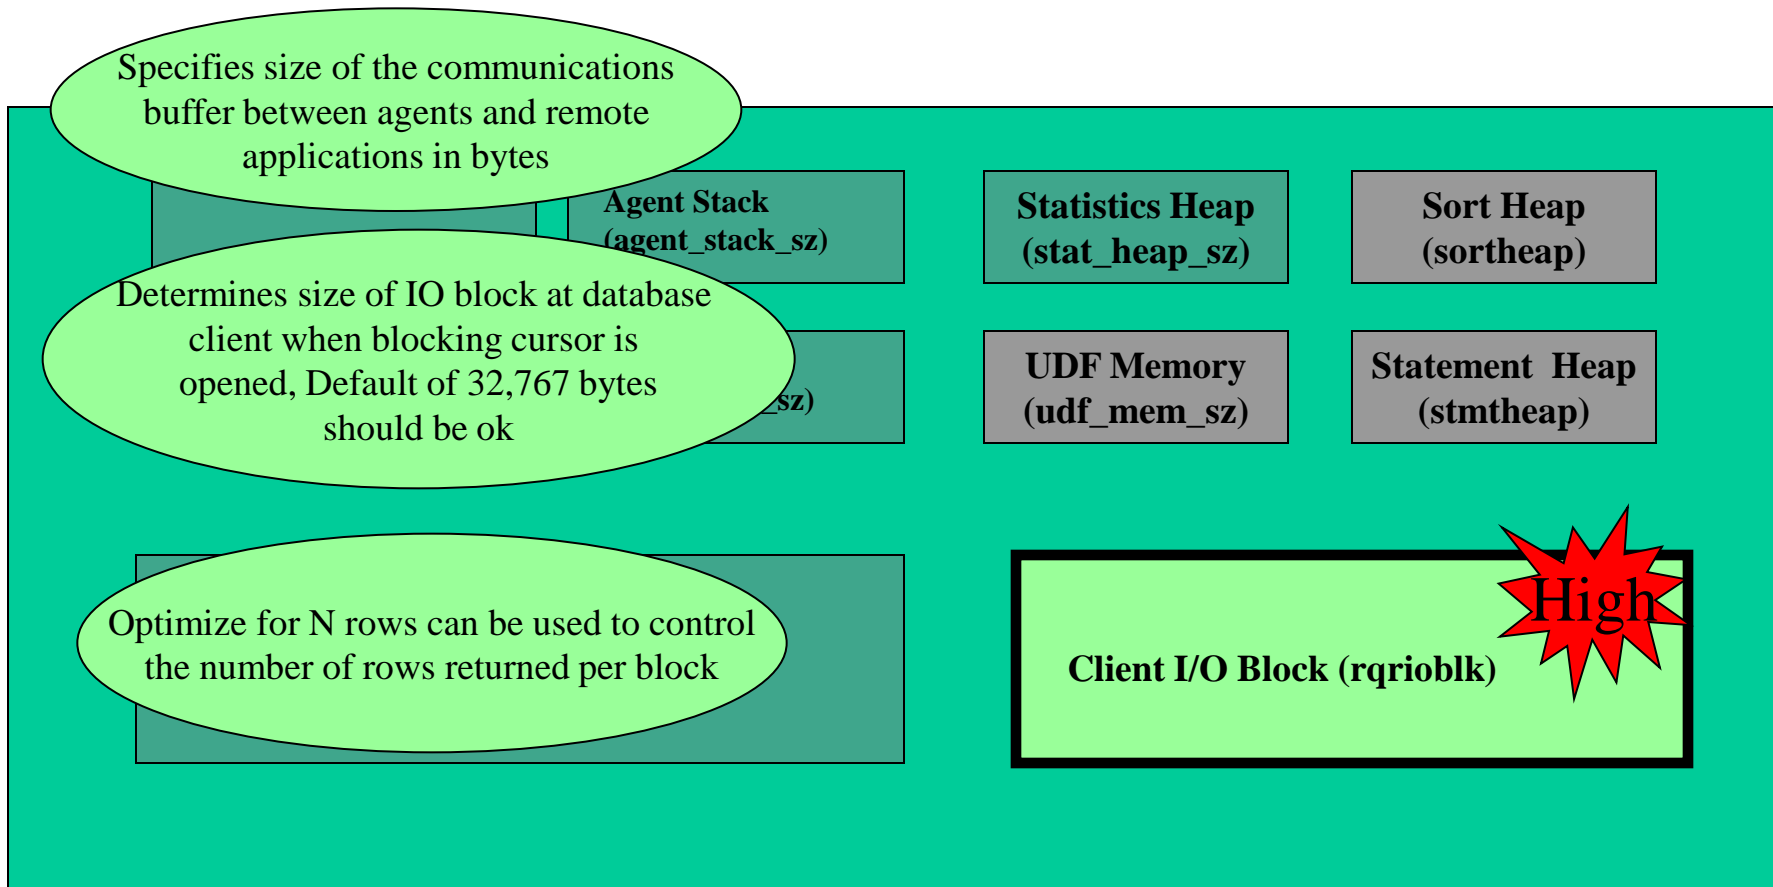 Specifies size of the communications
buffer between agents and remote
applications in bytes
Agent Stack
(agent_stack_sz)
Statistics Heap
(stat_heap_sz)
Sort Heap
(sortheap)
Determines size of IO block at database
client when blocking cursor is
opened, Default of 32,767 bytes
should be ok
_sz)
UDF Memory
(udf_mem_sz)
Statement Heap
(stmtheap)
Optimize for N rows can be used to control
the number of rows returned per block
High
Client I/O Block (rqrioblk)